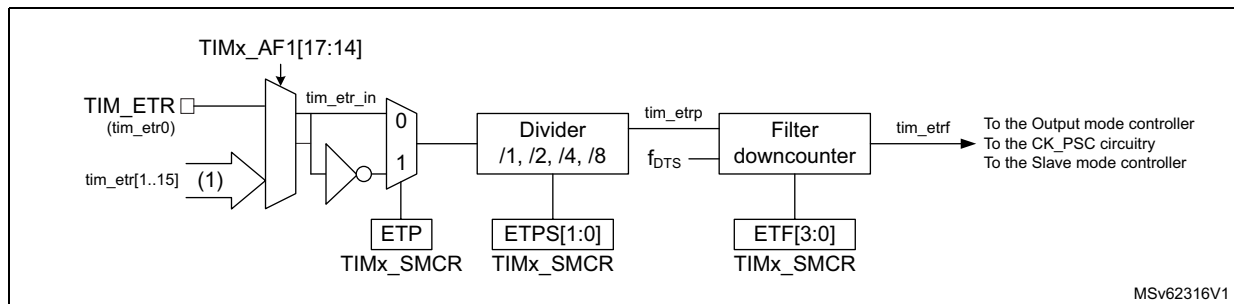 TIMx_AF1[17:14]
TIM_ETR
(tim_etr0)
tim_etr[1..15]
(1)
tim_etr_in
0
1
ETP
TIMx_SMCR
Divider
/1, /2, /4, /8
ETPS[1:0]
TIMx_SMCR
tim_etrp
fDTS
Filter
downcounter
ETF[3:0]
TIMx_SMCR
tim_etrf
To the Output mode controller
To the CK_PSC circuitry
To the Slave mode controller
MSv62316V1